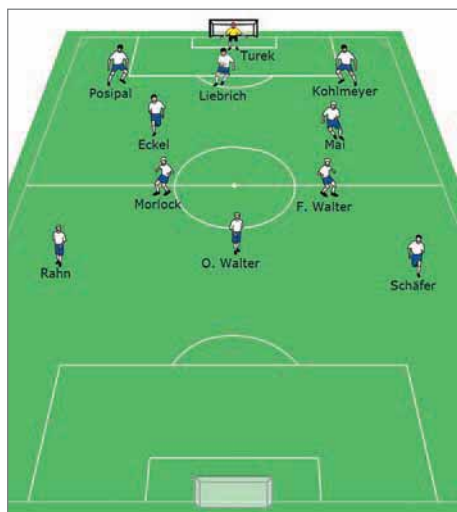 Turek
Posipal
Liebrich
Kohlmeyer
Eckel
Mai
Morlock
F. Walter
Rahn
O. Walter
Schäfer